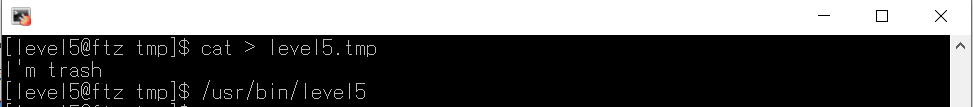 [level5@ftz tmp]$ cat > level5.tmp
I'm trash
[level5@ftz tmp]$ /usr/bin/level5